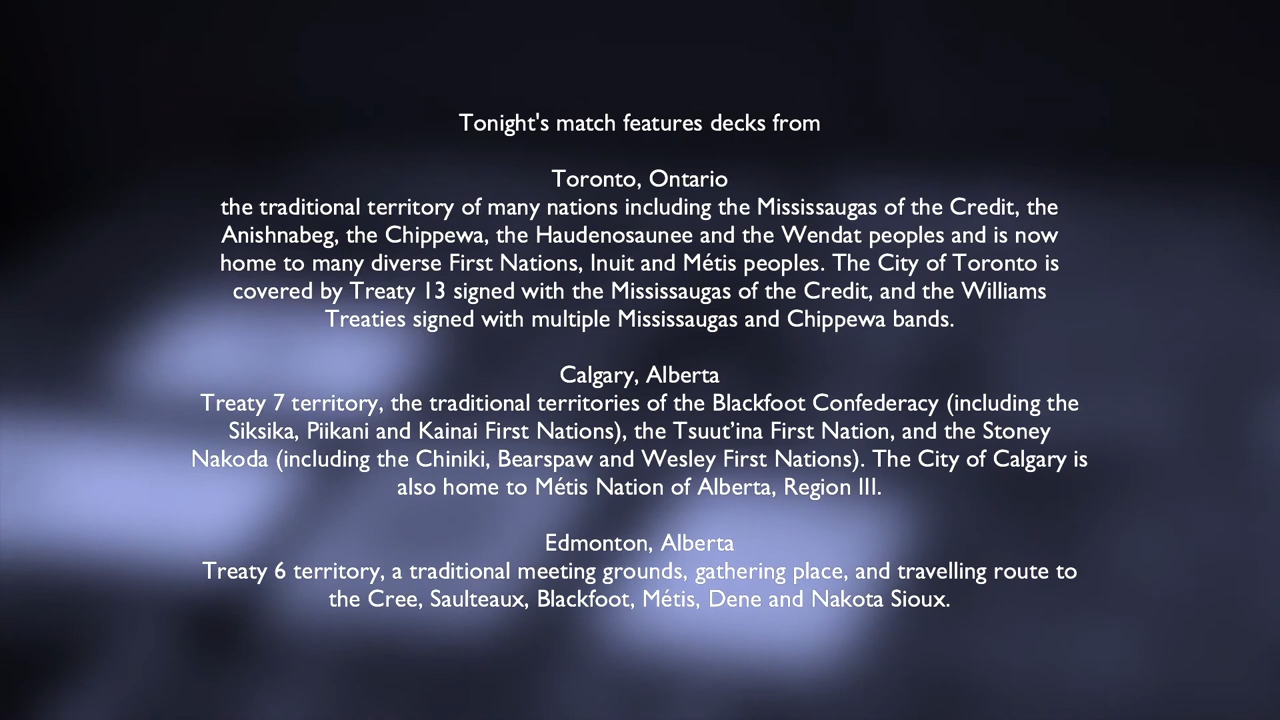 Tonight's match features decks from
Toronto, Ontario
the traditional territory of many nations including the Mississaugas of the Credit, the
Anishnabeg, the Chippewa, the Haudenosaunee and the Wendat peoples and is now
home to many diverse First Nations, Inuit and Métis peoples. The City of Toronto is
covered by Treaty 13 signed with the Mississaugas of the Credit, and the Williams
Treaties signed with multiple Mississaugas and Chippewa bands.
Calgary, Alberta
Treaty 7 territory, the traditional territories of the Blackfoot Confederacy (including the
Siksika, Piikani and Kainai First Nations), the Tsuut’ina First Nation, and the Stoney
Nakoda (including the Chiniki, Bearspaw and Wesley First Nations). The City of Calgary is
also home to Métis Nation of Alberta, Region III.
Edmonton, Alberta
Treaty 6 territory, a traditional meeting grounds, gathering place, and travelling route to
the Cree, Saulteaux, Blackfoot, Métis, Dene and Nakota Sioux.